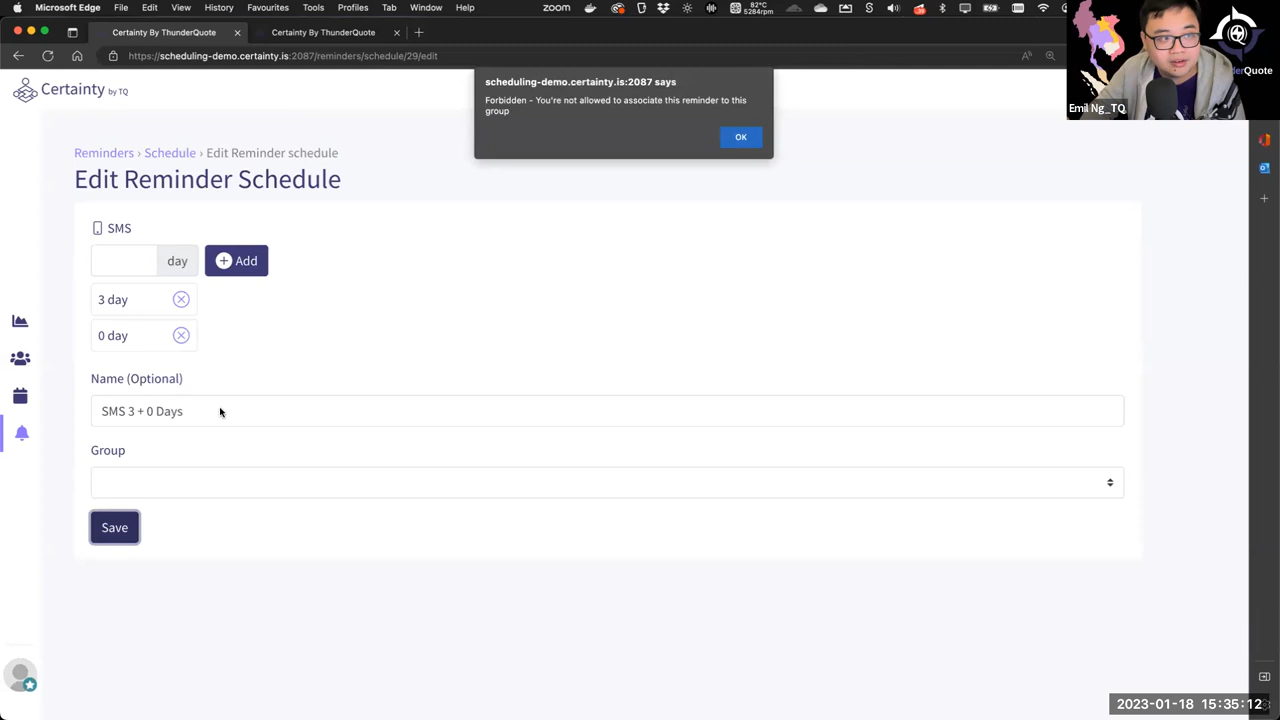 Microsoft Edge File Edit View History Favourites Tools Profiles Tab Window Help zoom 82°C 5284rpm
Certainty By ThunderQuote
Certainty By ThunderQuote
https://scheduling-demo.certainty.is:2087/reminders/schedule/29/edit
Certainty by TQ
scheduling-demo.certainty.is:2087 says
Forbidden - You're not allowed to associate this reminder to this
group
OK
derQuote
Emil Ng_TQ
Reminders › Schedule › Edit Reminder schedule
Edit Reminder Schedule
SMS
day
Add
3 day
0 day
Name (Optional)
SMS 3 + 0 Days
Group
Save
2023-01-18 15:35:12